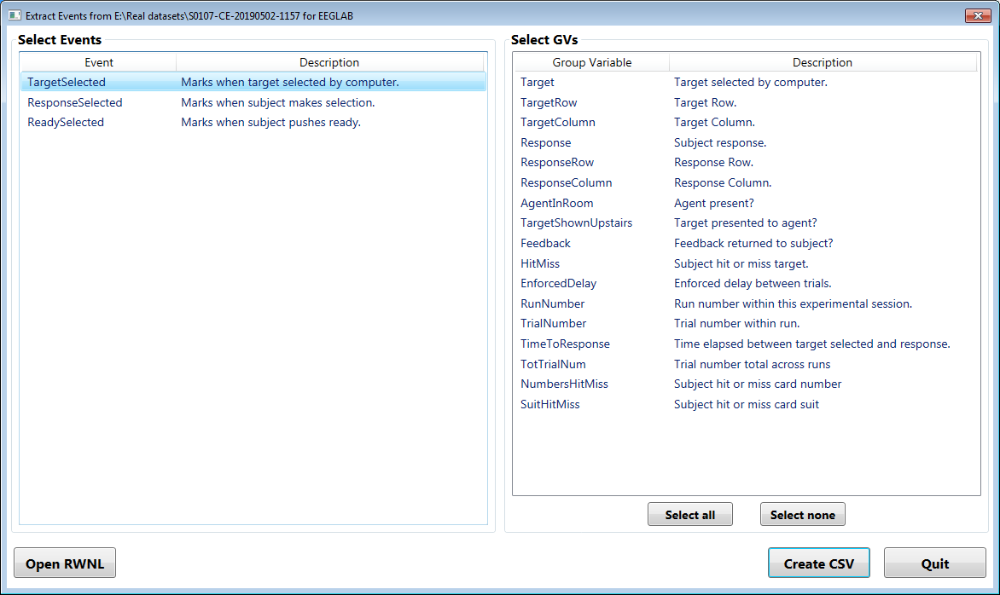 Extract Events from E:\Real datasets\S0107-CE-20190502-1157 for EEGLAB
Select Events
Event Description
TargetSelected Marks when target selected by computer.
ResponseSelected Marks when subject makes selection.
ReadySelected Marks when subject pushes ready.
Select GVs
Group Variable Description
Target Target selected by computer.
TargetRow Target Row.
TargetColumn Target Column.
Response Subject response.
ResponseRow Response Row.
ResponseColumn Response Column.
AgentInRoom Agent present?
TargetShownUpstairs Target presented to agent?
Feedback Feedback returned to subject?
HitMiss Subject hit or miss target.
EnforcedDelay Enforced delay between trials.
RunNumber Run number within this experimental session.
TrialNumber Trial number within run.
TimeToResponse Time elapsed between target selected and response.
TotTrialNum Trial number total across runs
NumbersHitMiss Subject hit or miss card number
SuitHitMiss Subject hit or miss card suit
Select all Select none
Open RWNL Create CSV Quit